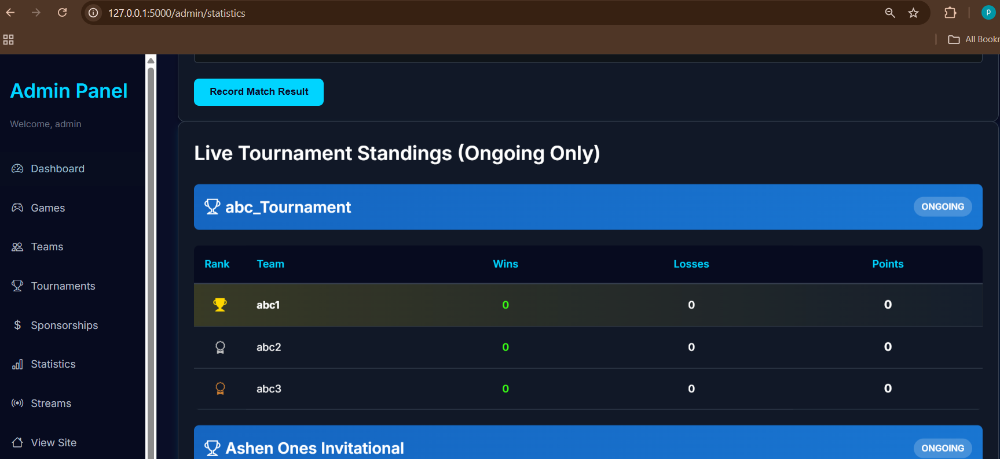 127.0.0.1:5000/admin/statistics
p
All Bookr
Admin Panel
Welcome, admin
Dashboard
Games
Teams
Tournaments
Sponsorships
Statistics
Streams
View Site
Record Match Result
Live Tournament Standings (Ongoing Only)
abc_Tournament ONGOING
Rank Team Wins Losses Points
abc1 0 0 0
abc2 0 0 0
abc3 0 0 0
Ashen Ones Invitational ONGOING